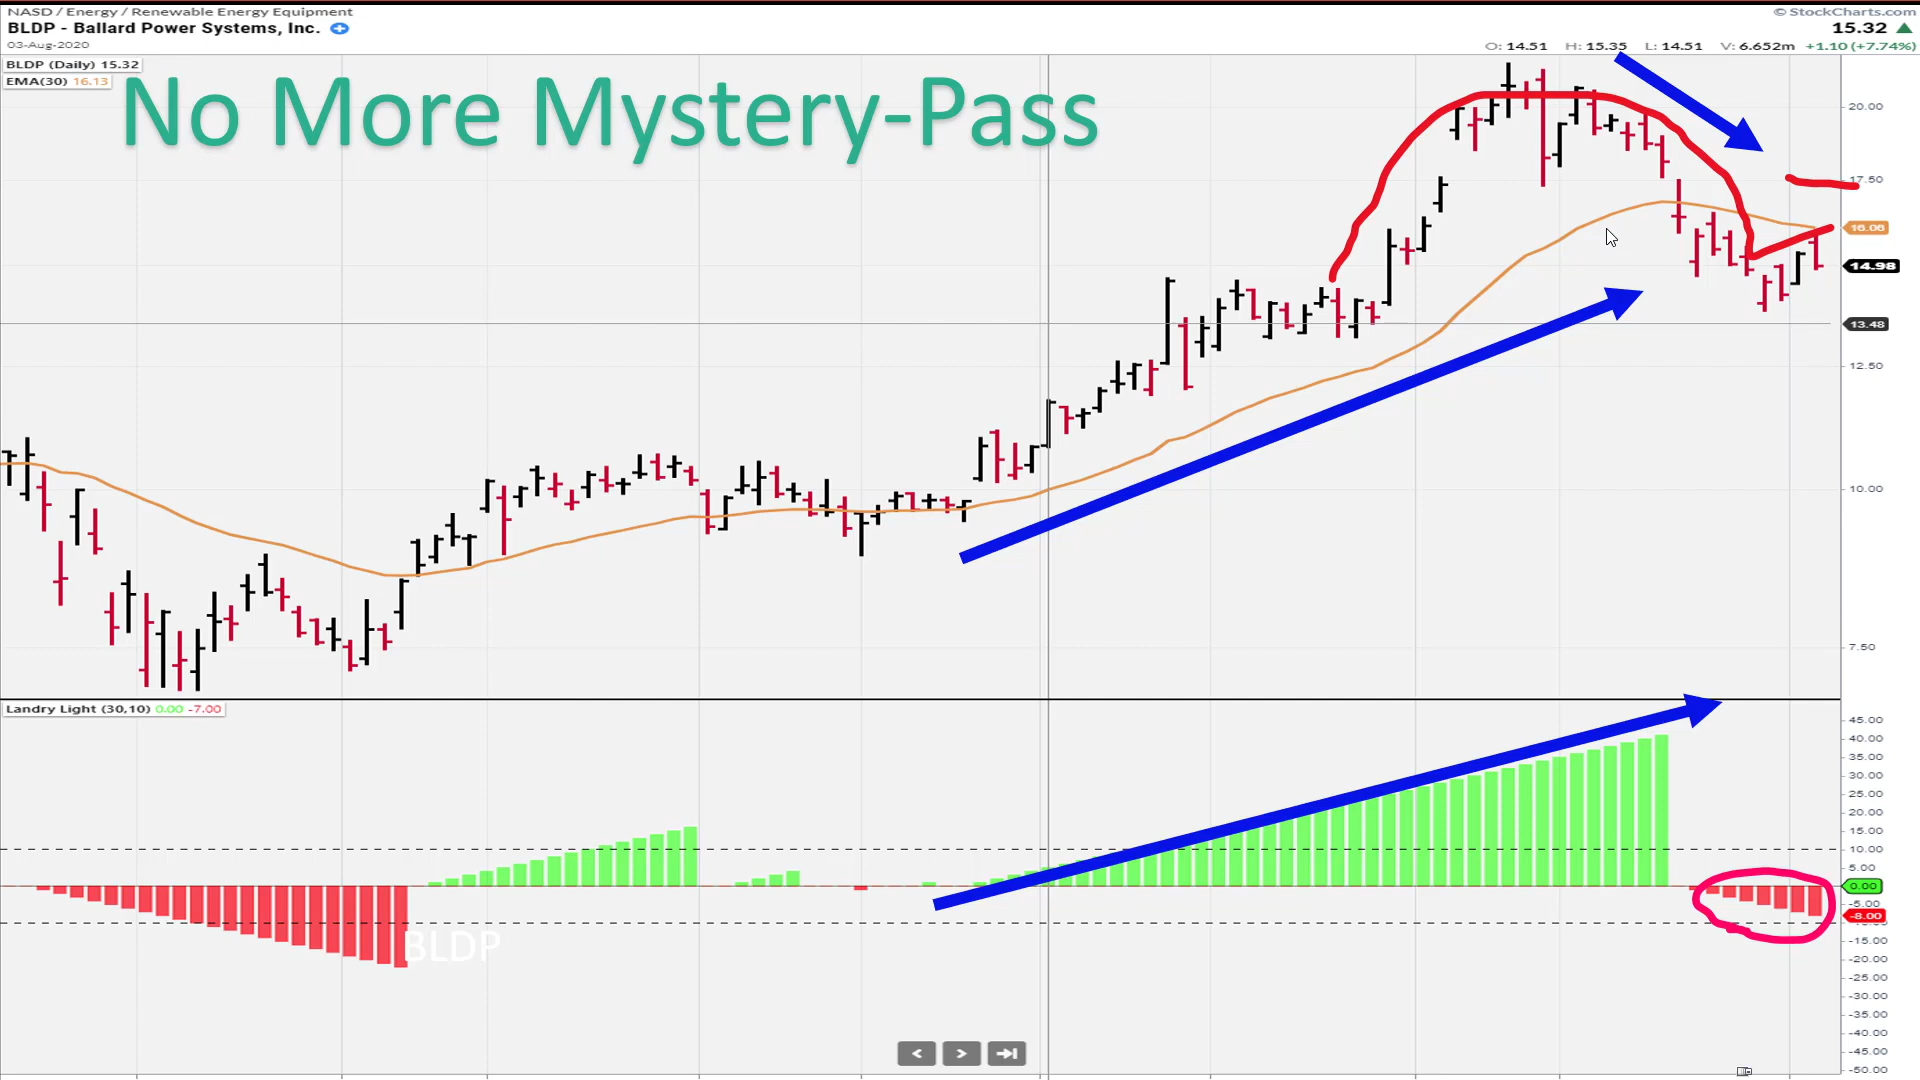 NASD / Energy / Renewable Energy Equipment
© StockCharts.com
BLDP - Ballard Power Systems, Inc.
15.32
03-Aug-2020
O: 14.51 H: 15.35 L: 14.51 V: 6.652m +1.10 (+7.74%)
BLDP (Daily) 15.32
EMA(30) 16.13
No More Mystery-Pass
20.00
17.50
16.06
14.98
13.48
12.50
10.00
7.50
Landry Light (30,10) 0.00 -7.00
45.00
40.00
35.00
30.00
25.00
20.00
15.00
10.00
5.00
0.00
-5.00
-8.00
-15.00
-20.00
-25.00
-30.00
-35.00
-40.00
-45.00
-50.00
BLDP